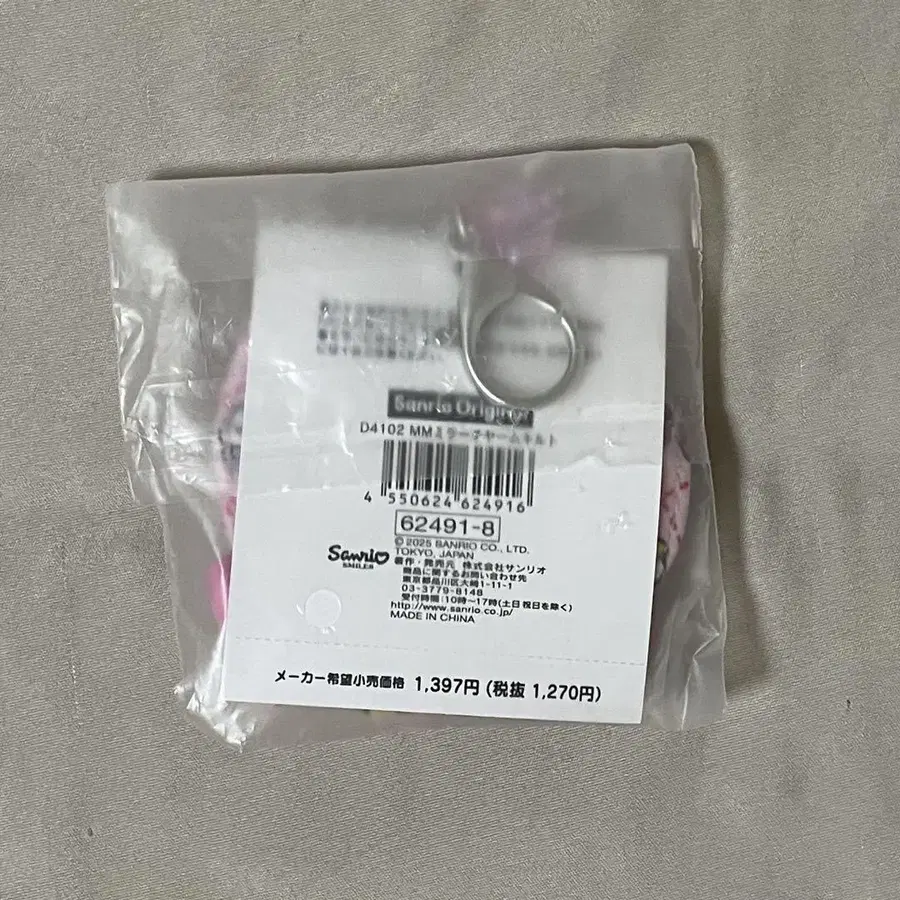 Sanrio Original
D4102 MMミラーチャームキルト
4 550624 624916
62491-8
© 2025 SANRIO CO., LTD.
TOKYO, JAPAN
Sanrio
SMILES
著作・発売元 株式会社サンリオ
商品に関するお問い合わせ先
東京都品川区大崎1-11-1
03-3779-8148
受付時間：10時～17時(土日祝日を除く)
http://www.sanrio.co.jp/
MADE IN CHINA
メーカー希望小売価格 1,397円 (税抜 1,270円)